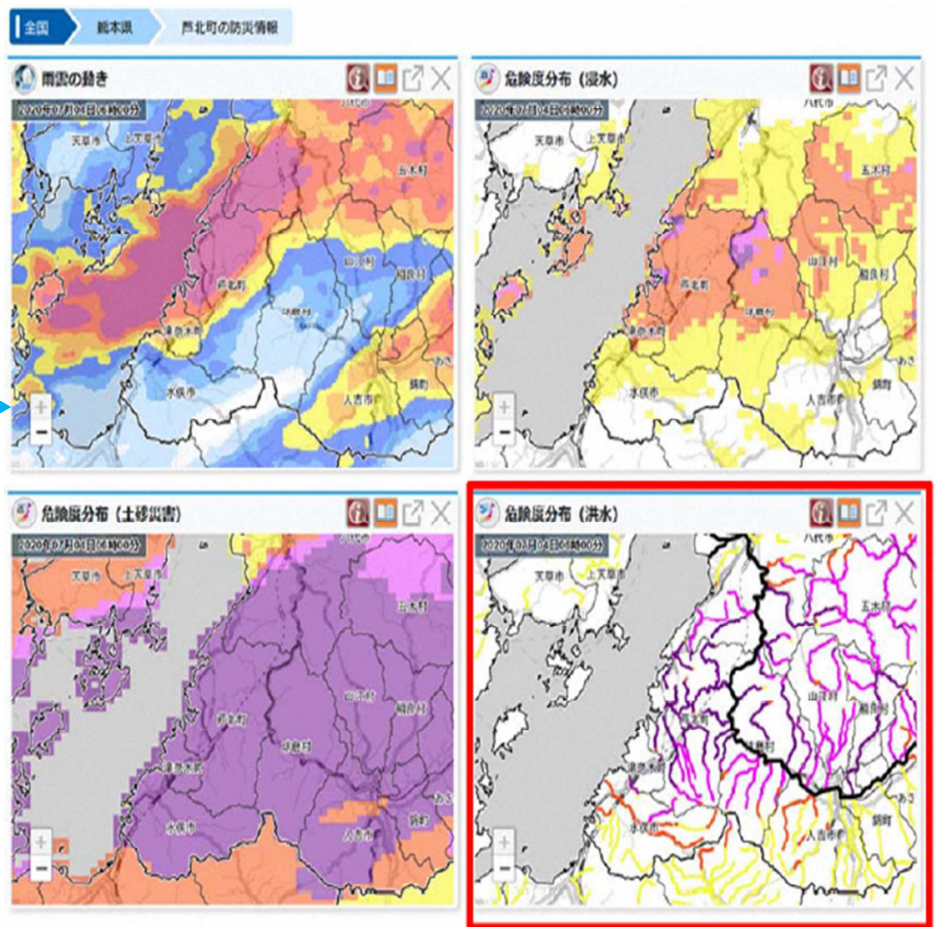 全国 熊本県 芦北町の防災情報
雨雲の動き
2020年07月04日06時00分
八代市
天草市 上天草市
五木村
山江村
相良村
芦北町
球磨村
津奈木町
あさ
錦町
水俣市
人吉市
危険度分布（浸水）
2020年07月04日06時00分
八代市
天草市 上天草市
五木村
山江村
相良村
芦北町
球磨村
津奈木町
あさ
錦町
水俣市
人吉市
危険度分布（土砂災害）
2020年07月04日06時00分
八代市
天草市 上天草市
五木村
山江村
相良村
芦北町
球磨村
津奈木町
あさ
錦町
水俣市
人吉市
危険度分布（洪水）
2020年07月04日06時00分
八代市
天草市 上天草市
五木村
山江村
相良村
芦北町
球磨村
津奈木町
あさ
錦町
水俣市
人吉市